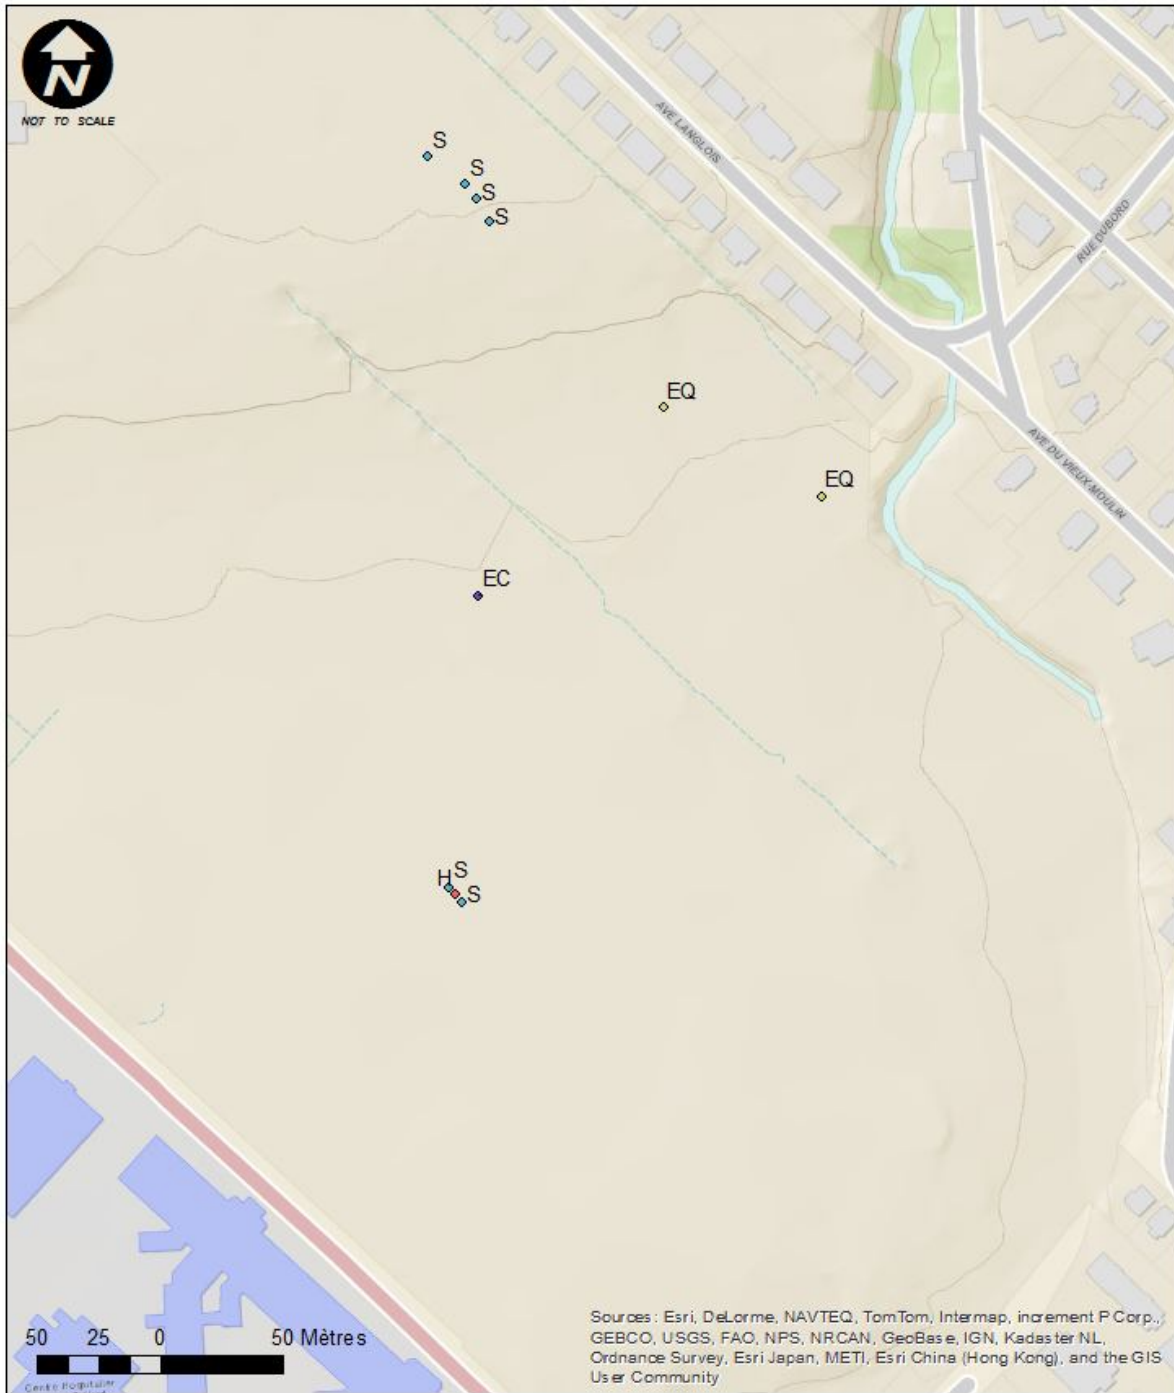 N
NOT TO SCALE
S
S
S
S
AVE LANGLOIS
RUE DUBORD
EQ
EQ
AVE DU VIEUX-MOULIN
EC
S
H
S
50 25 0 50 Mètres
Centre Hospitalier
Sources: Esri, DeLorme, NAVTEQ, TomTom, Intermap, increment P Corp.,
GEBCO, USGS, FAO, NPS, NRCAN, GeoBase, IGN, Kadaster NL,
Ordnance Survey, Esri Japan, METI, Esri China (Hong Kong), and the GIS
User Community